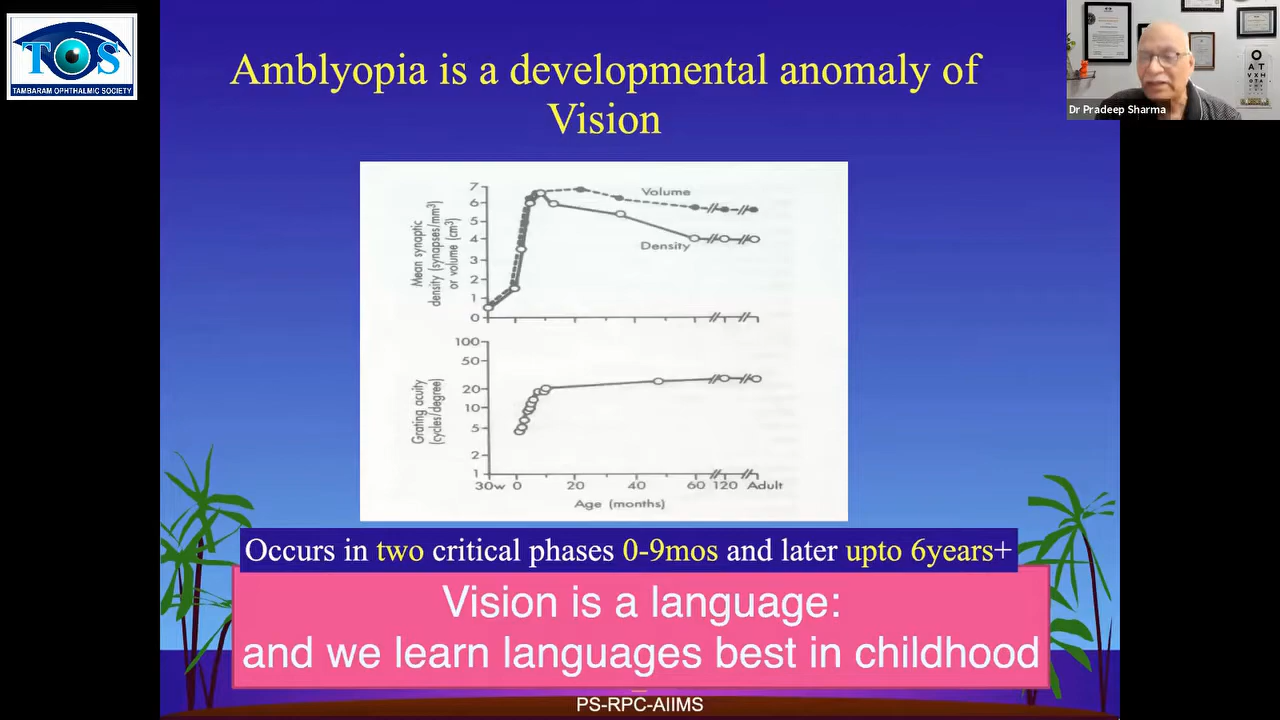 TOS
TAMBARAM OPHTHALMIC SOCIETY
Amblyopia is a developmental anomaly of
Vision
Dr Pradeep Sharma
Mean synaptic
density (synapses/mm³)
or volume (cm³)
7
6
5
4
3
2
1
0
Volume
Density
Grating acuity
(cycles/degree)
100
50
20
10
5
2
1
30w 0 20 40 60 120 Adult
Age (months)
Occurs in two critical phases 0-9mos and later upto 6years+
Vision is a language:
and we learn languages best in childhood
PS-RPC-AIIMS